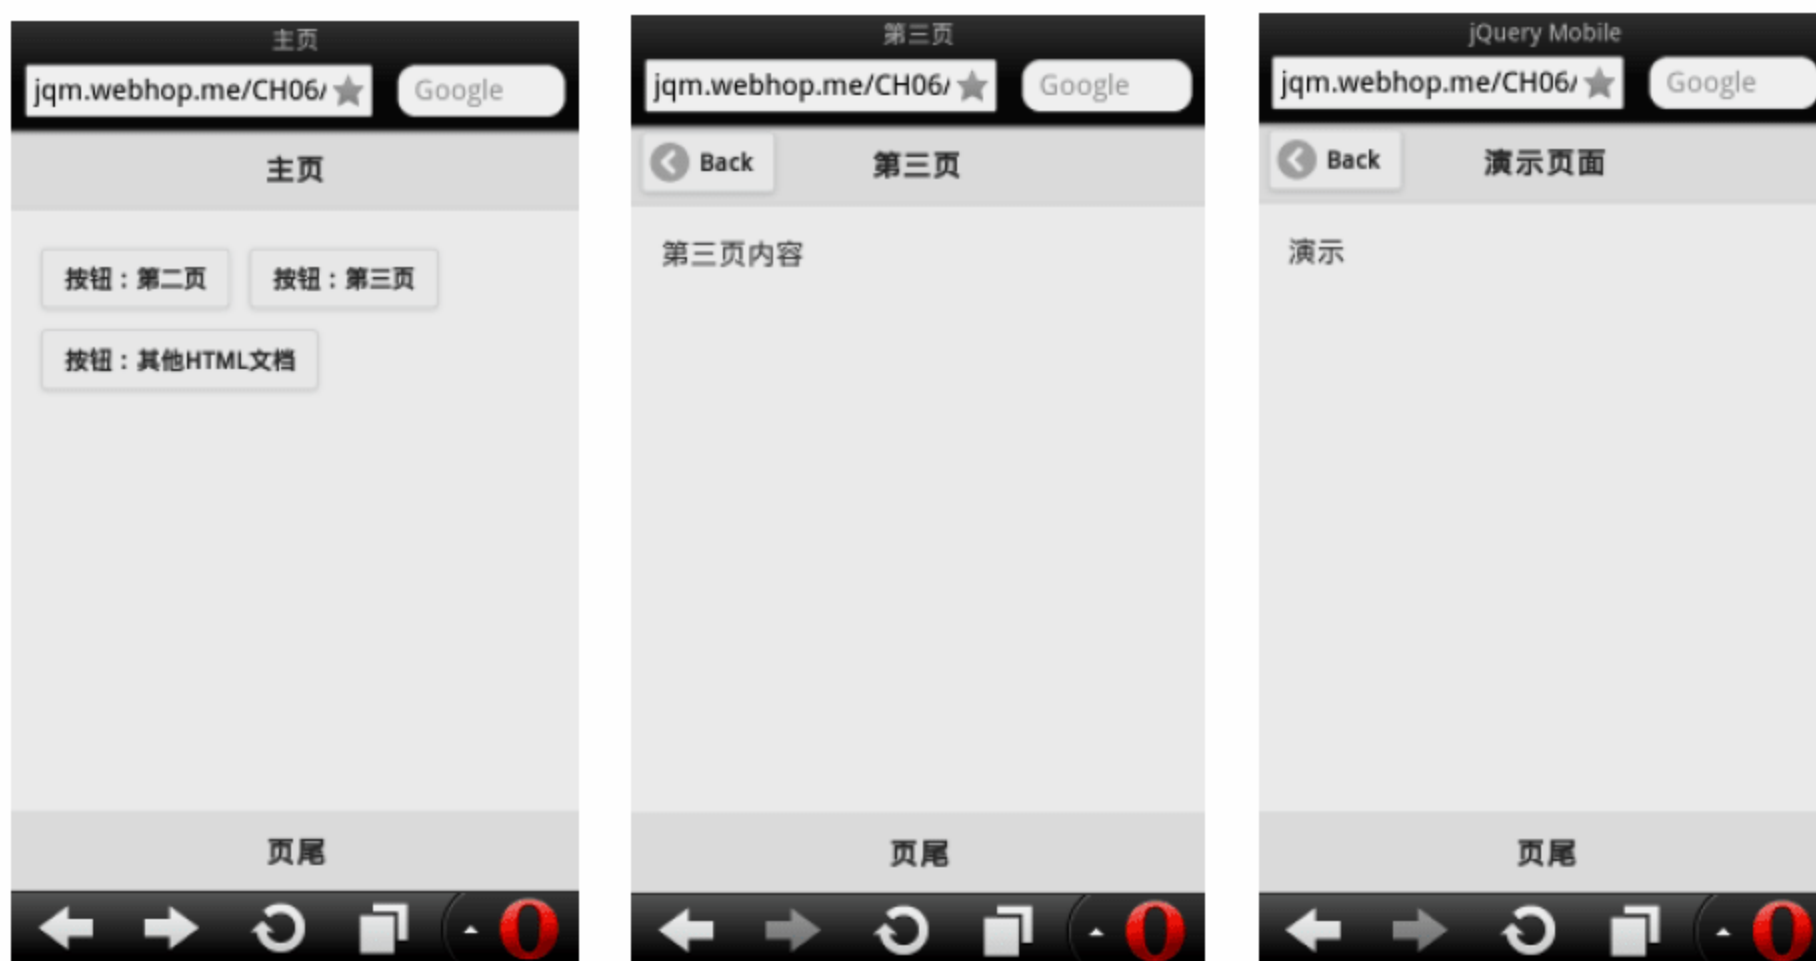 主页
jqm.webhop.me/CH06/
Google
主页
按钮：第二页
按钮：第三页
按钮：其他HTML文档
页尾
第三页
jqm.webhop.me/CH06/
Google
Back
第三页
第三页内容
页尾
jQuery Mobile
jqm.webhop.me/CH06/
Google
Back
演示页面
演示
页尾